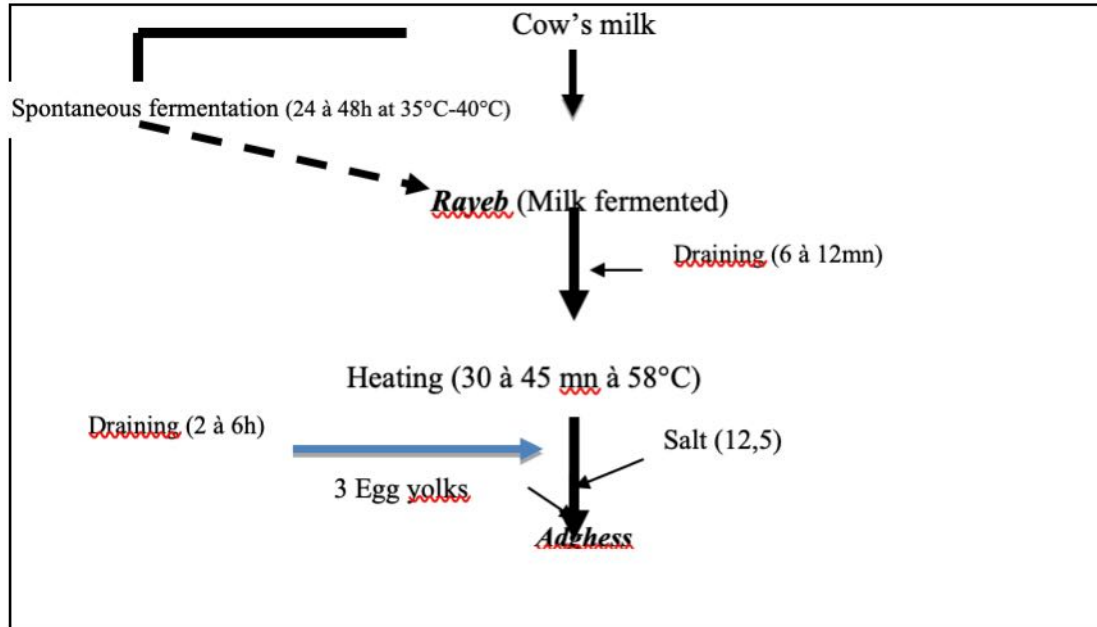 Cow’s milk
Spontaneous fermentation (24 à 48h at 35°C-40°C)
Rayeb (Milk fermented)
Draining (6 à 12mn)
Heating (30 à 45 mn à 58°C)
Draining (2 à 6h)
Salt (12,5)
3 Egg yolks
Adghess